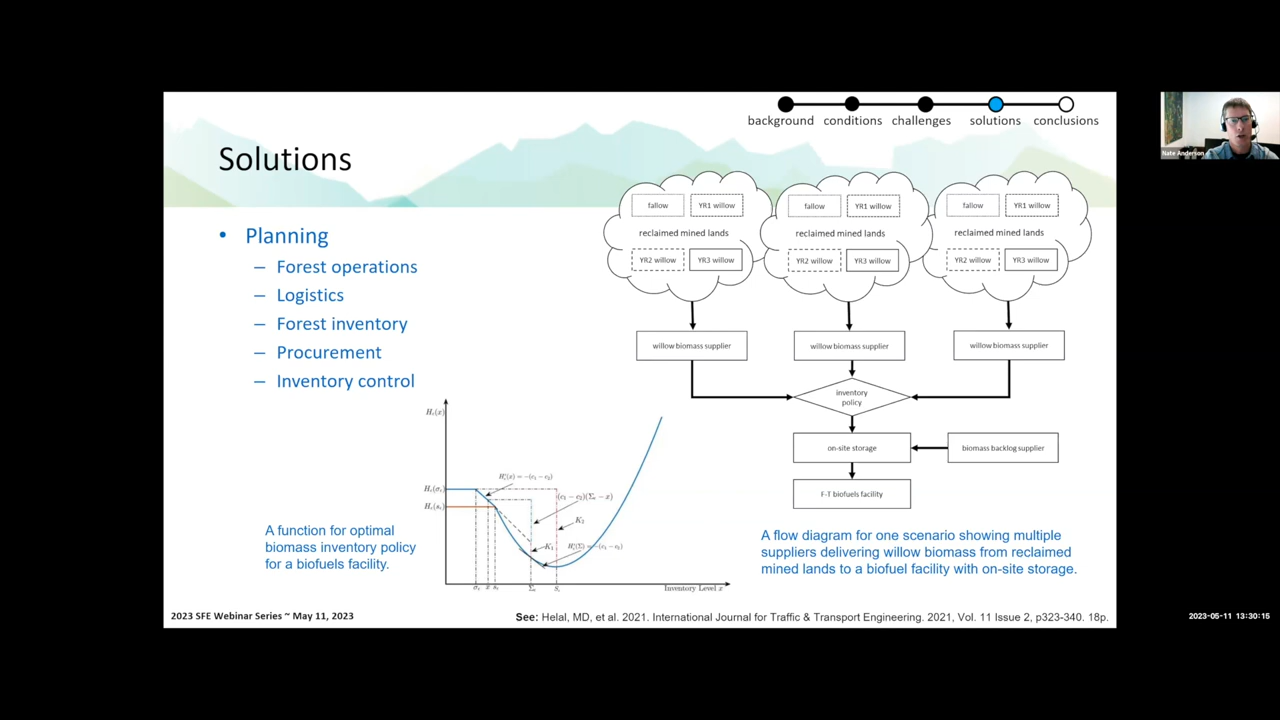 background conditions challenges solutions conclusions
Nate Anderson
Solutions
• Planning
– Forest operations
– Logistics
– Forest inventory
– Procurement
– Inventory control
fallow YR1 willow
reclaimed mined lands
YR2 willow YR3 willow
fallow YR1 willow
reclaimed mined lands
YR2 willow YR3 willow
fallow YR1 willow
reclaimed mined lands
YR2 willow YR3 willow
willow biomass supplier willow biomass supplier willow biomass supplier
inventory
policy
on-site storage biomass backlog supplier
F-T biofuels facility
A function for optimal
biomass inventory policy
for a biofuels facility.
K₂
K₁
Inventory Level x
A flow diagram for one scenario showing multiple
suppliers delivering willow biomass from reclaimed
mined lands to a biofuel facility with on-site storage.
2023 SFE Webinar Series ~ May 11, 2023
See: Helal, MD, et al. 2021. International Journal for Traffic & Transport Engineering. 2021, Vol. 11 Issue 2, p323-340. 18p.
2023-05-11 13:30:15